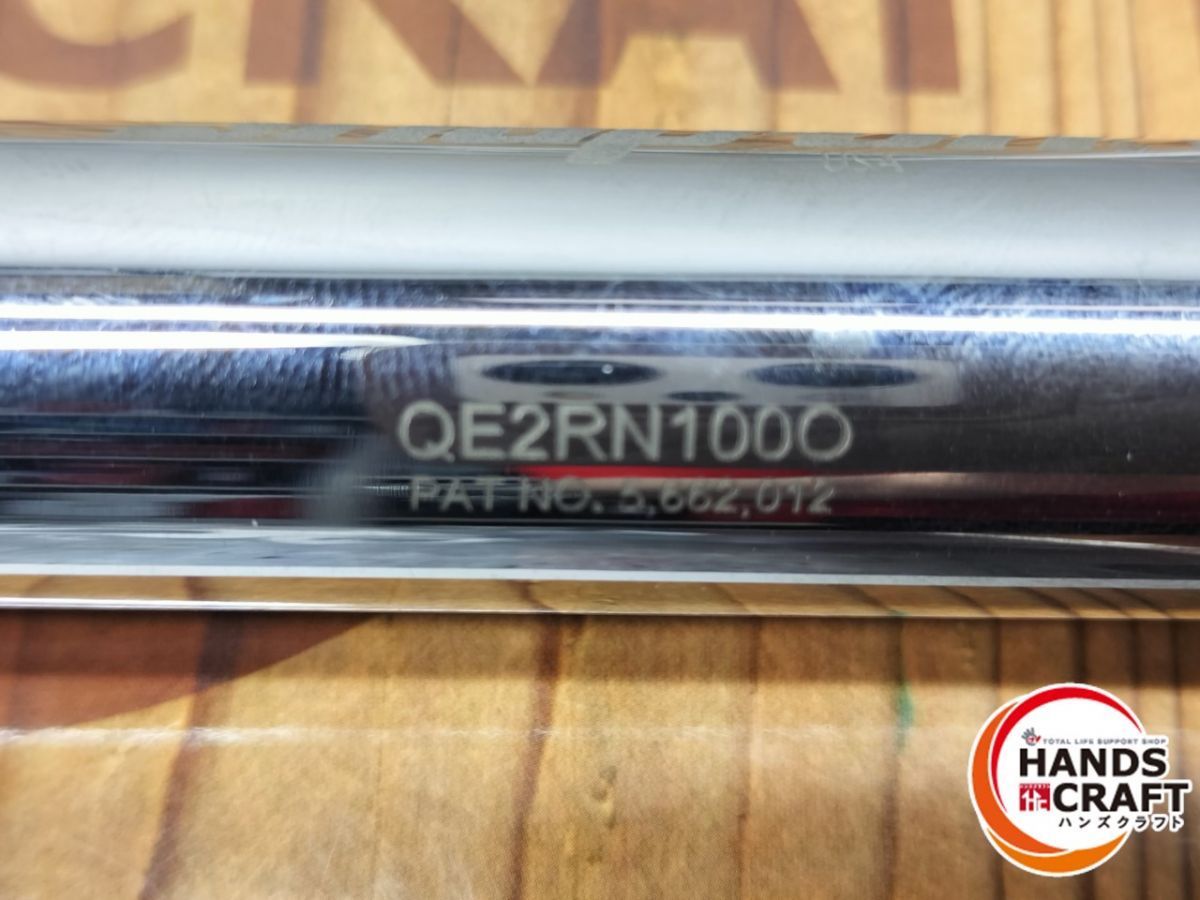 CRAF
QE2RN100O
PAT NO. 5,662,012
TOTAL LIFE SUPPORT SHOP
HANDS
CRAFT
ハンズクラフト